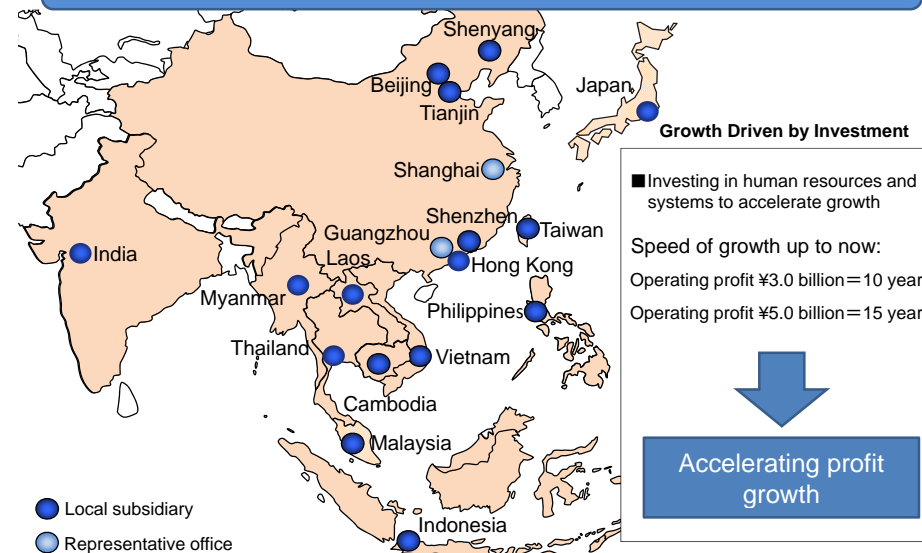 Shenyang
Beijing
Tianjin
Japan
Growth Driven by Investment
Shanghai
■Investing in human resources and
systems to accelerate growth
Shenzhen
Taiwan
Guangzhou
Speed of growth up to now:
India
Laos
Hong Kong
Operating profit ¥3.0 billion＝10 year
Myanmar
Philippines
Operating profit ¥5.0 billion＝15 year
Thailand
Vietnam
Cambodia
Malaysia
Accelerating profit
growth
Local subsidiary
Indonesia
Representative office